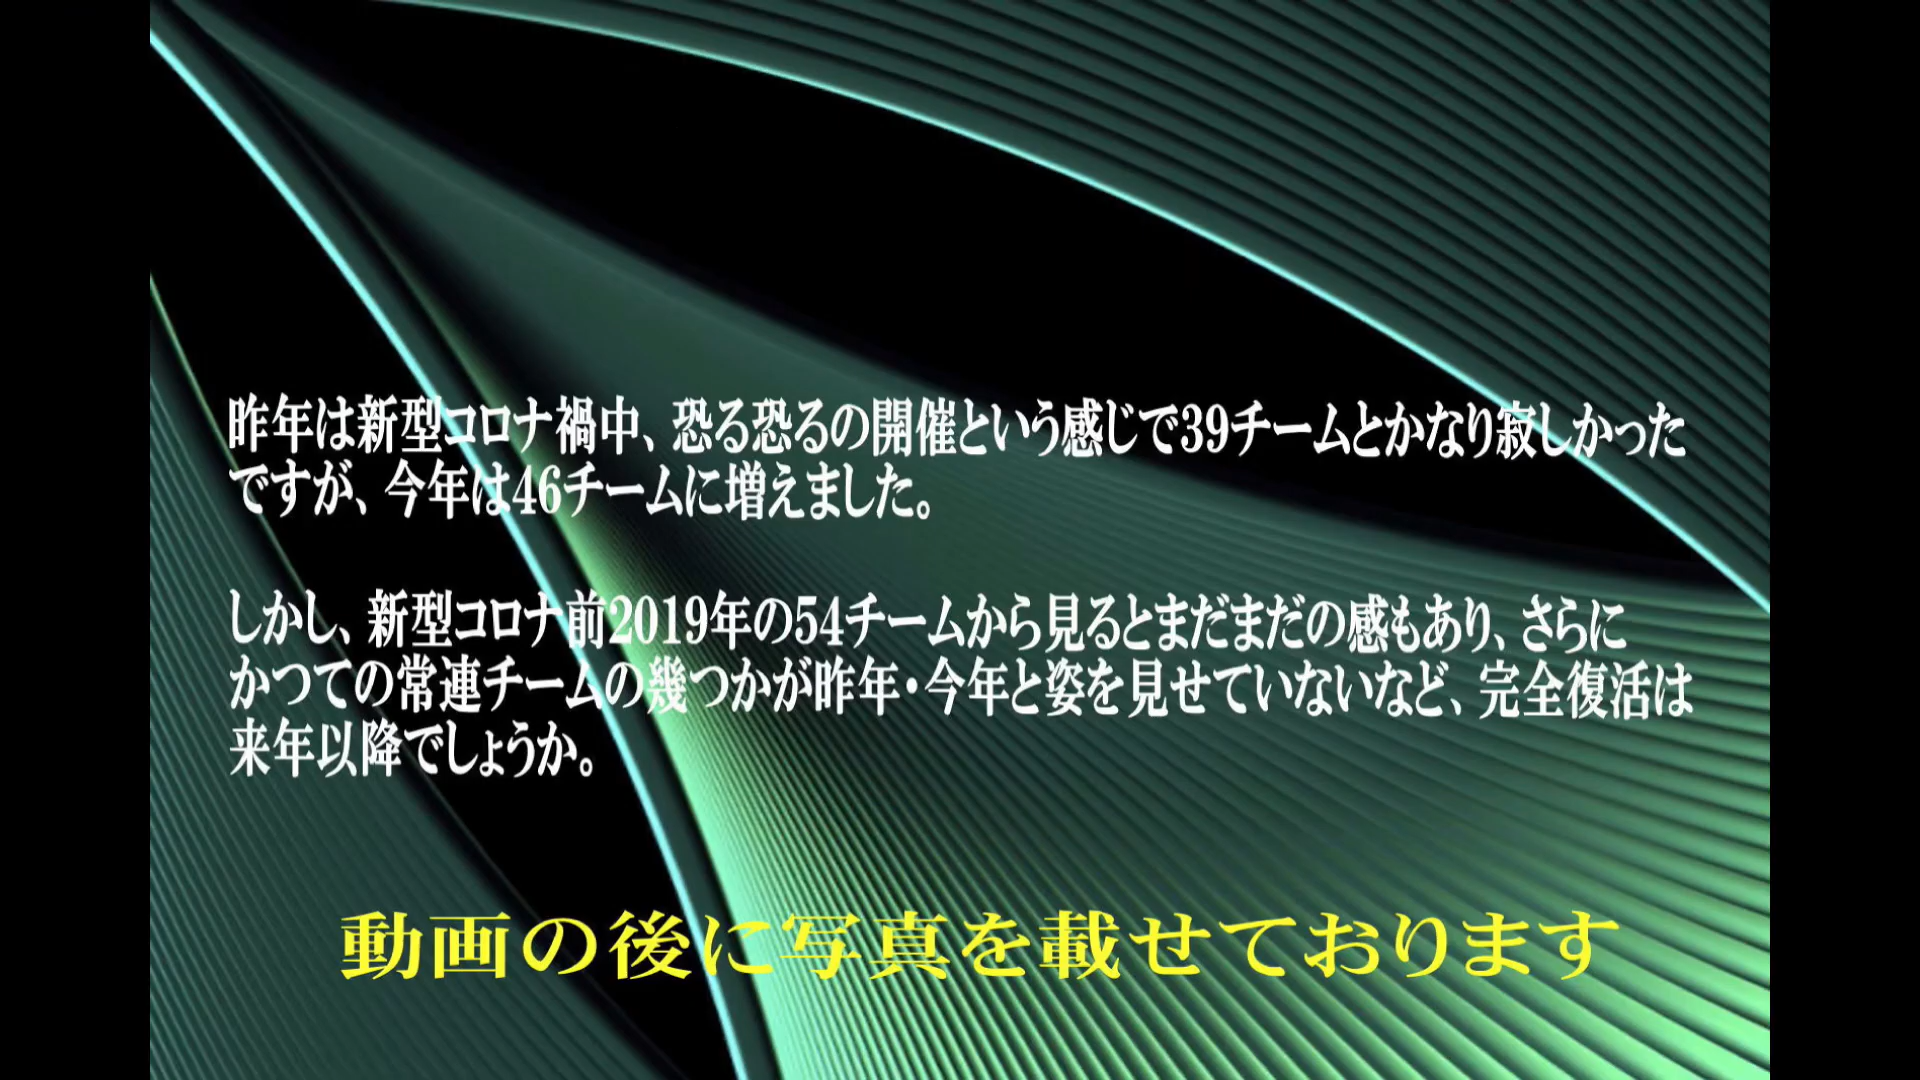 昨年は新型コロナ禍中、恐る恐るの開催という感じで39チームとかなり寂しかった
ですが、今年は46チームに増えました。
しかし、新型コロナ前2019年の54チームから見るとまだまだの感もあり、さらに
かつての常連チームの幾つかが昨年・今年と姿を見せていないなど、完全復活は
来年以降でしょうか。
動画の後に写真を載せております